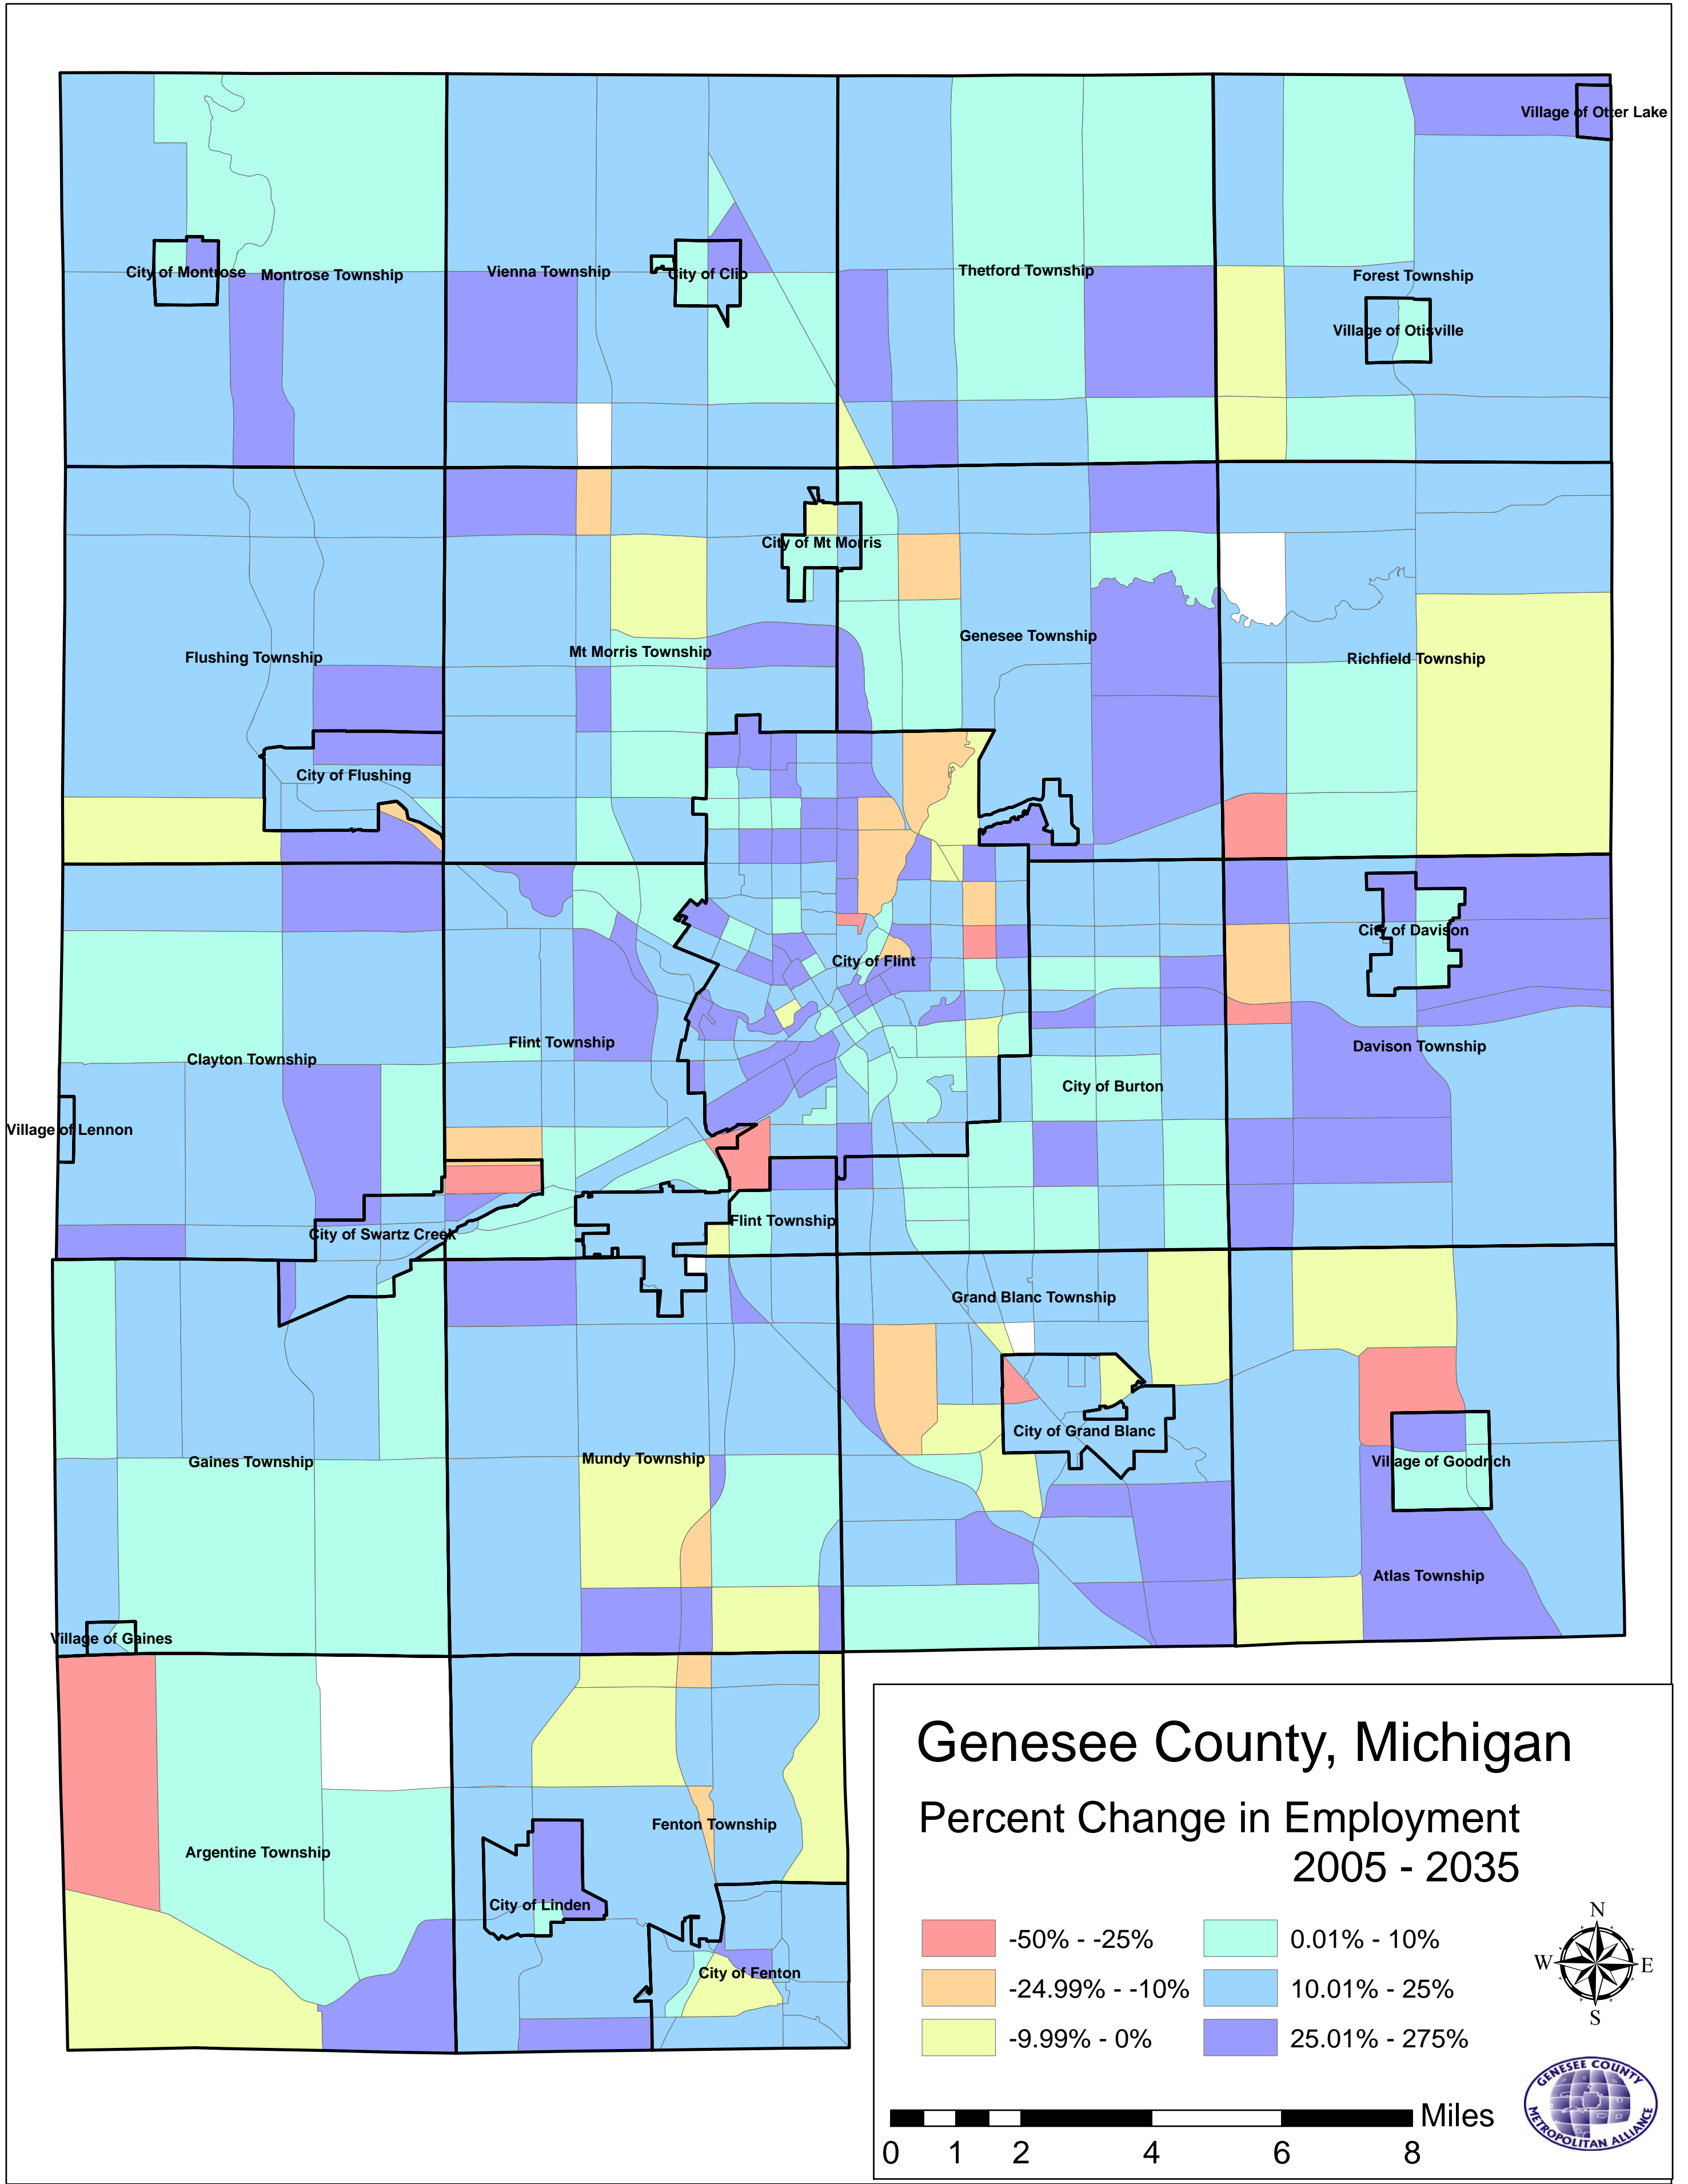 Village of Otter Lake
City of Montrose
Montrose Township
Vienna Township
City of Clio
Thetford Township
Forest Township
Village of Otisville
City of Mt Morris
Flushing Township
Mt Morris Township
Genesee Township
Richfield Township
City of Flushing
City of Flint
City of Davison
Clayton Township
Flint Township
City of Burton
Davison Township
Village of Lennon
City of Swartz Creek
Flint Township
Grand Blanc Township
City of Grand Blanc
Gaines Township
Mundy Township
Village of Goodrich
Atlas Township
Village of Gaines
Argentine Township
Fenton Township
City of Linden
City of Fenton
Genesee County, Michigan
Percent Change in Employment
2005 - 2035
-50% - -25%
-24.99% - -10%
-9.99% - 0%
0.01% - 10%
10.01% - 25%
25.01% - 275%
N
W E
S
Miles
0 1 2 4 6 8
GENESEE COUNTY
METROPOLITAN ALLIANCE